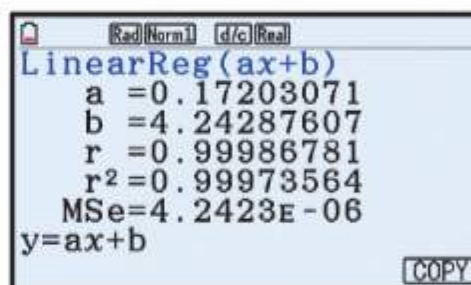 Rad Norm1 d/c Real
LinearReg(ax+b)
a =0.17203071
b =4.24287607
r =0.99986781
r²=0.99973564
MSe=4.2423ᴇ-06
y=ax+b
COPY